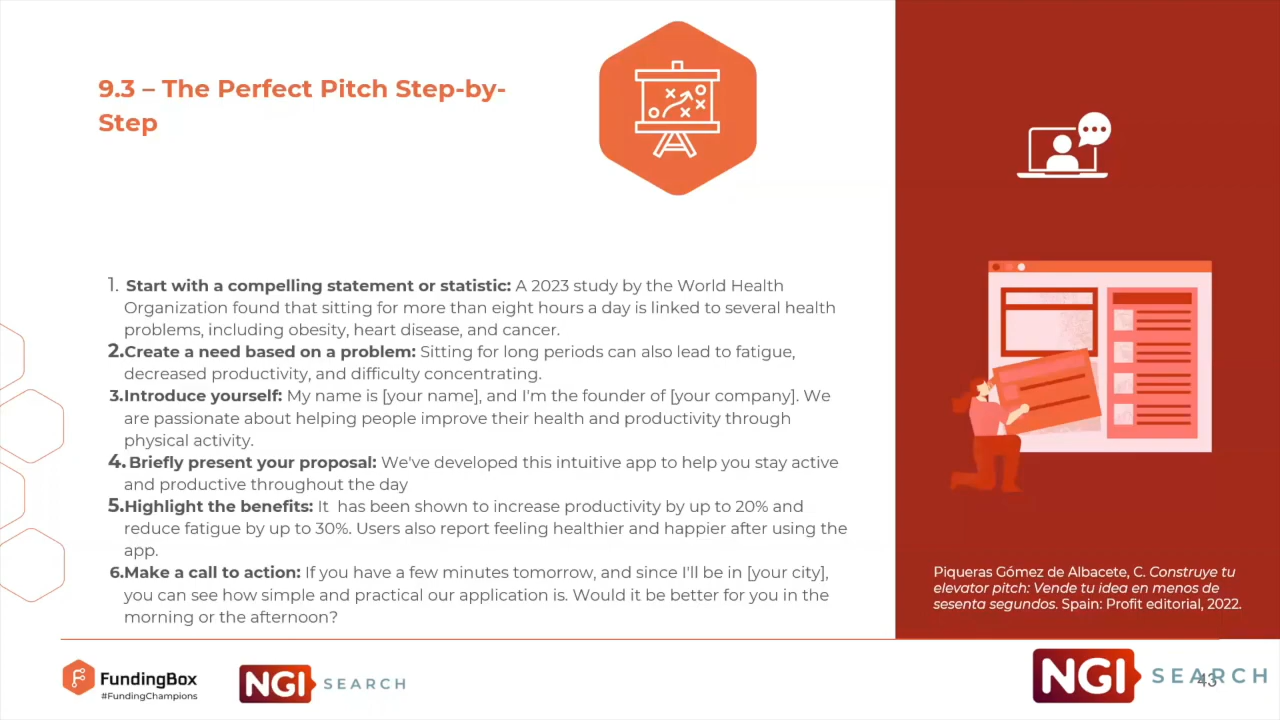 9.3 – The Perfect Pitch Step-by-
Step
1. Start with a compelling statement or statistic: A 2023 study by the World Health
Organization found that sitting for more than eight hours a day is linked to several health
problems, including obesity, heart disease, and cancer.
2.Create a need based on a problem: Sitting for long periods can also lead to fatigue,
decreased productivity, and difficulty concentrating.
3.Introduce yourself: My name is [your name], and I'm the founder of [your company]. We
are passionate about helping people improve their health and productivity through
physical activity.
4. Briefly present your proposal: We've developed this intuitive app to help you stay active
and productive throughout the day
5.Highlight the benefits: It has been shown to increase productivity by up to 20% and
reduce fatigue by up to 30%. Users also report feeling healthier and happier after using the
app.
6.Make a call to action: If you have a few minutes tomorrow, and since I'll be in [your city],
you can see how simple and practical our application is. Would it be better for you in the
morning or the afternoon?
Piqueras Gómez de Albacete, C. Construye tu
elevator pitch: Vende tu idea en menos de
sesenta segundos. Spain: Profit editorial, 2022.
FundingBox
#FundingChampions
NGI SEARCH
NGI SEARCH
43